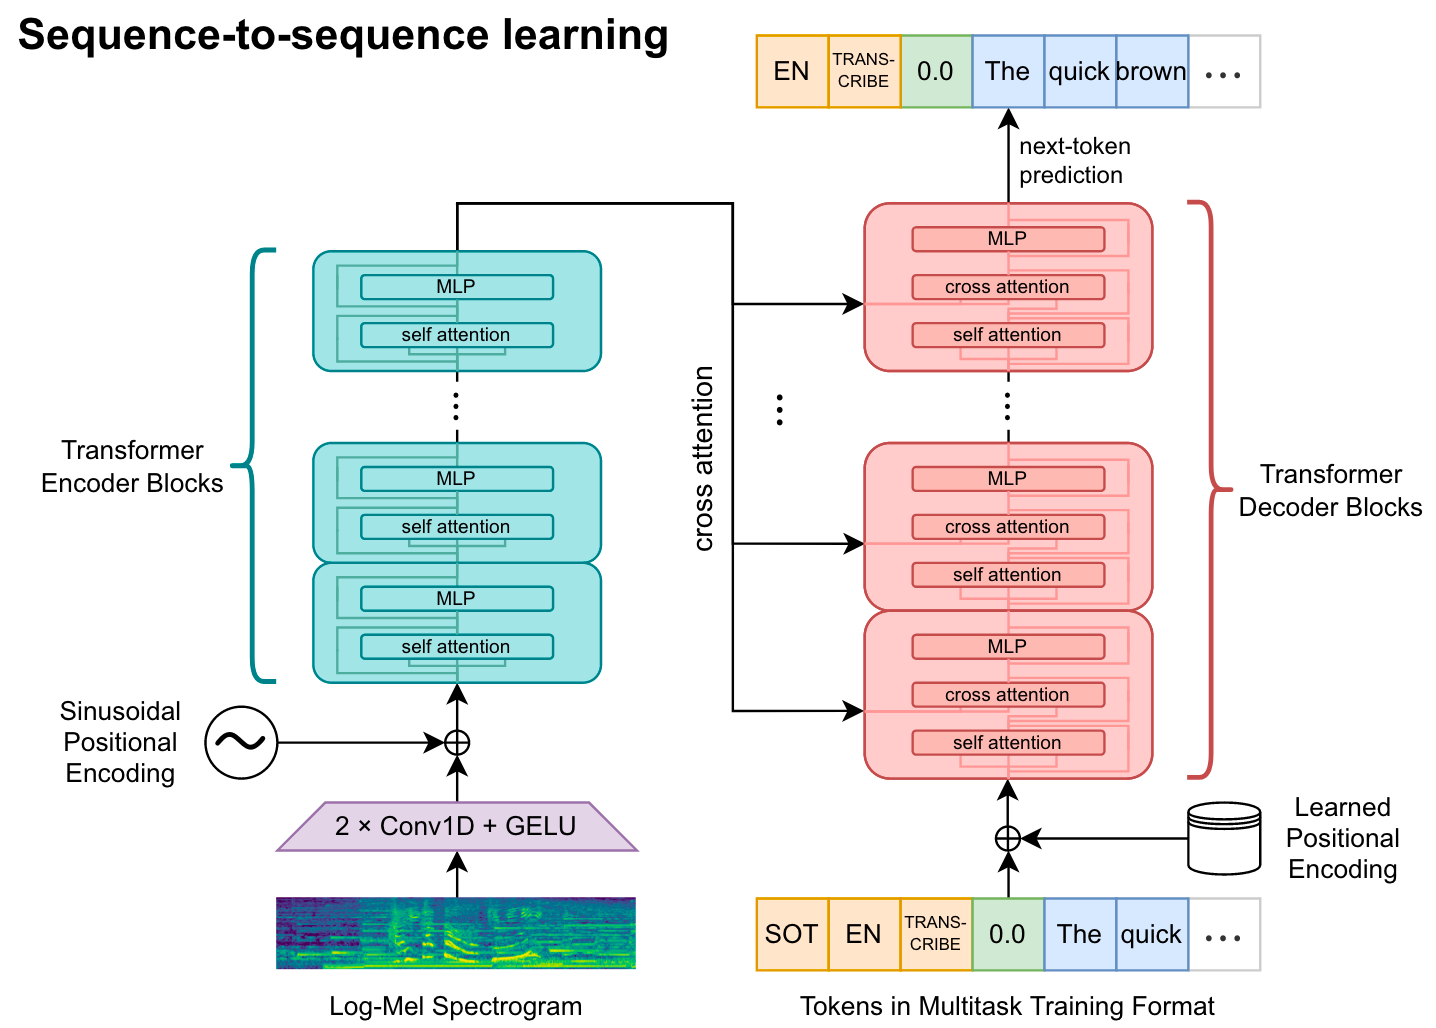 Sequence-to-sequence learning
EN TRANS-CRIBE 0.0 The quick brown ...
next-token
prediction
MLP
self attention
MLP
cross attention
self attention
Transformer
Encoder Blocks
MLP
self attention
MLP
self attention
cross attention
MLP
cross attention
self attention
MLP
cross attention
self attention
Transformer
Decoder Blocks
Sinusoidal
Positional
Encoding
2 × Conv1D + GELU
Learned
Positional
Encoding
SOT EN TRANS-CRIBE 0.0 The quick ...
Log-Mel Spectrogram
Tokens in Multitask Training Format